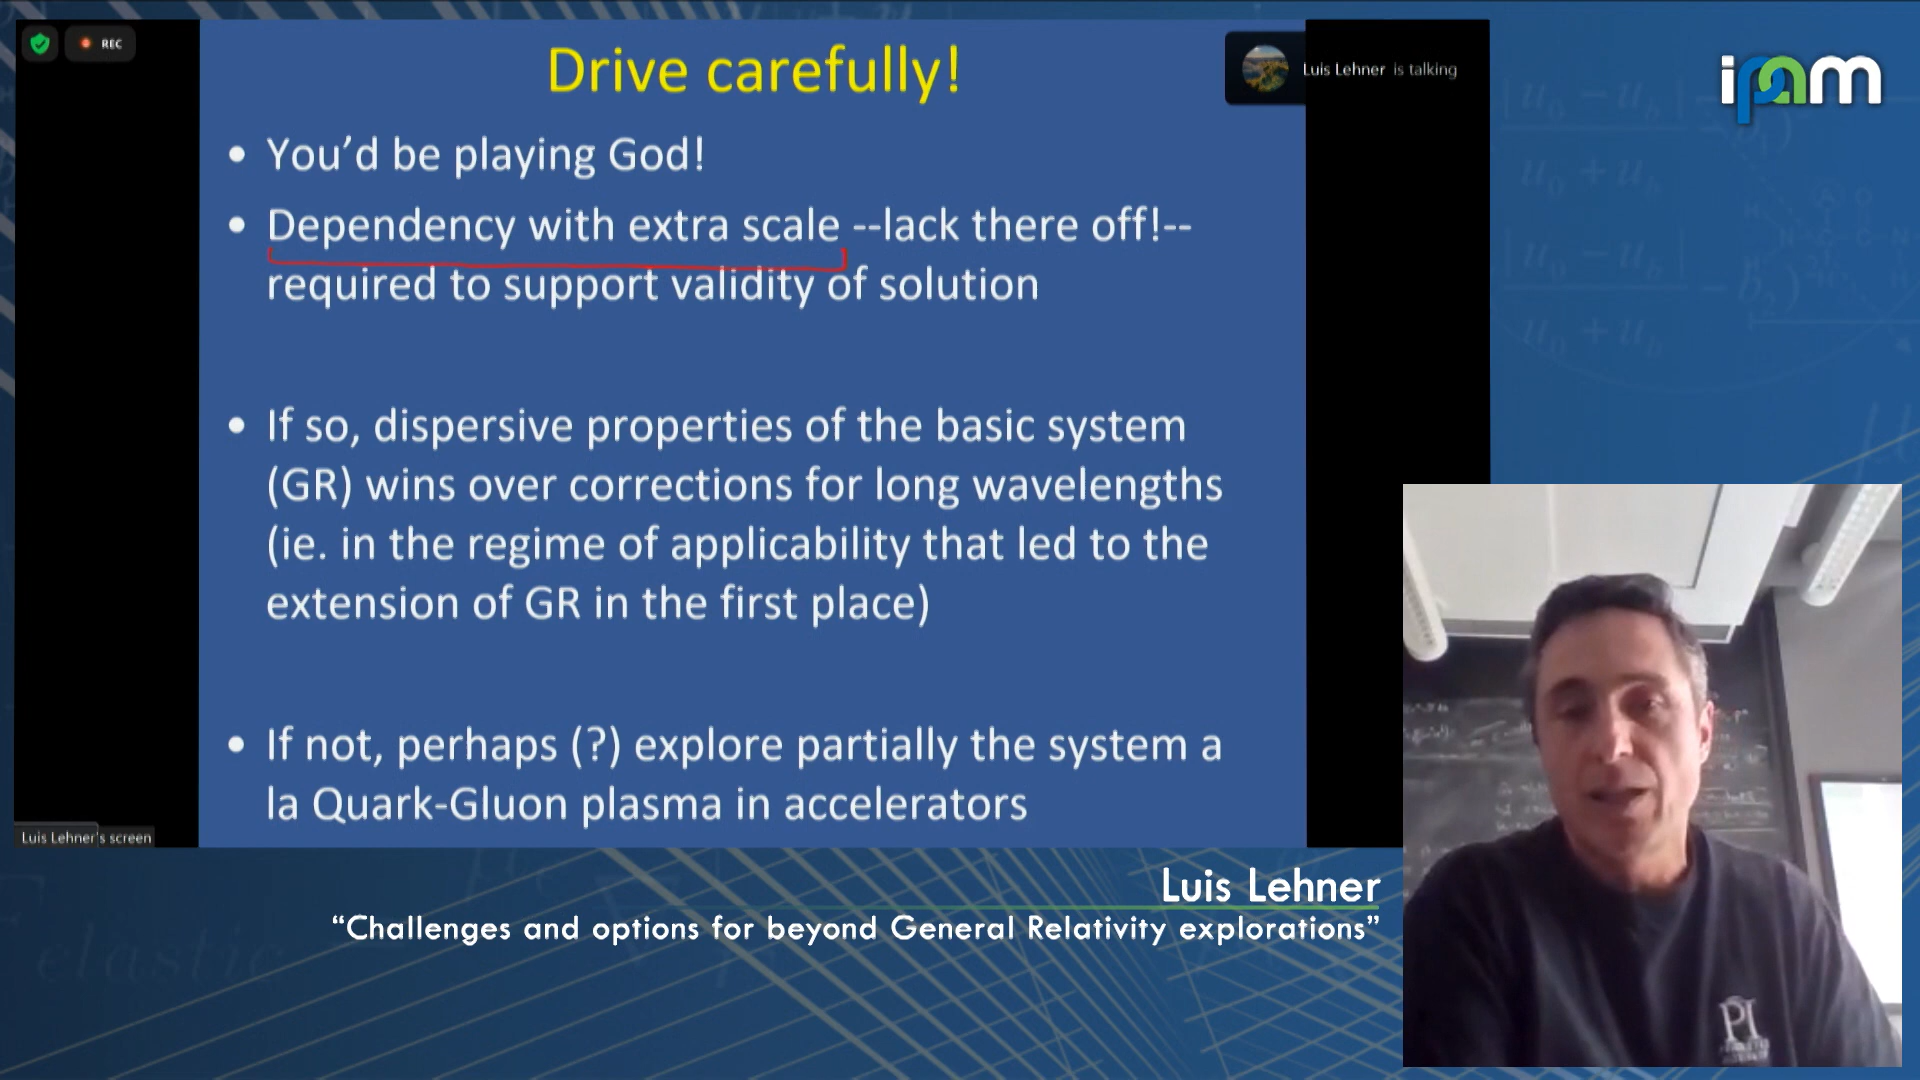 REC
Drive carefully!
Luis Lehner is talking
ipam
• You'd be playing God!
• Dependency with extra scale --lack there off!--
required to support validity of solution
• If so, dispersive properties of the basic system
(GR) wins over corrections for long wavelengths
(ie. in the regime of applicability that led to the
extension of GR in the first place)
• If not, perhaps (?) explore partially the system a
la Quark-Gluon plasma in accelerators
Luis Lehner's screen
Luis Lehner
“Challenges and options for beyond General Relativity explorations”
elastic
PI